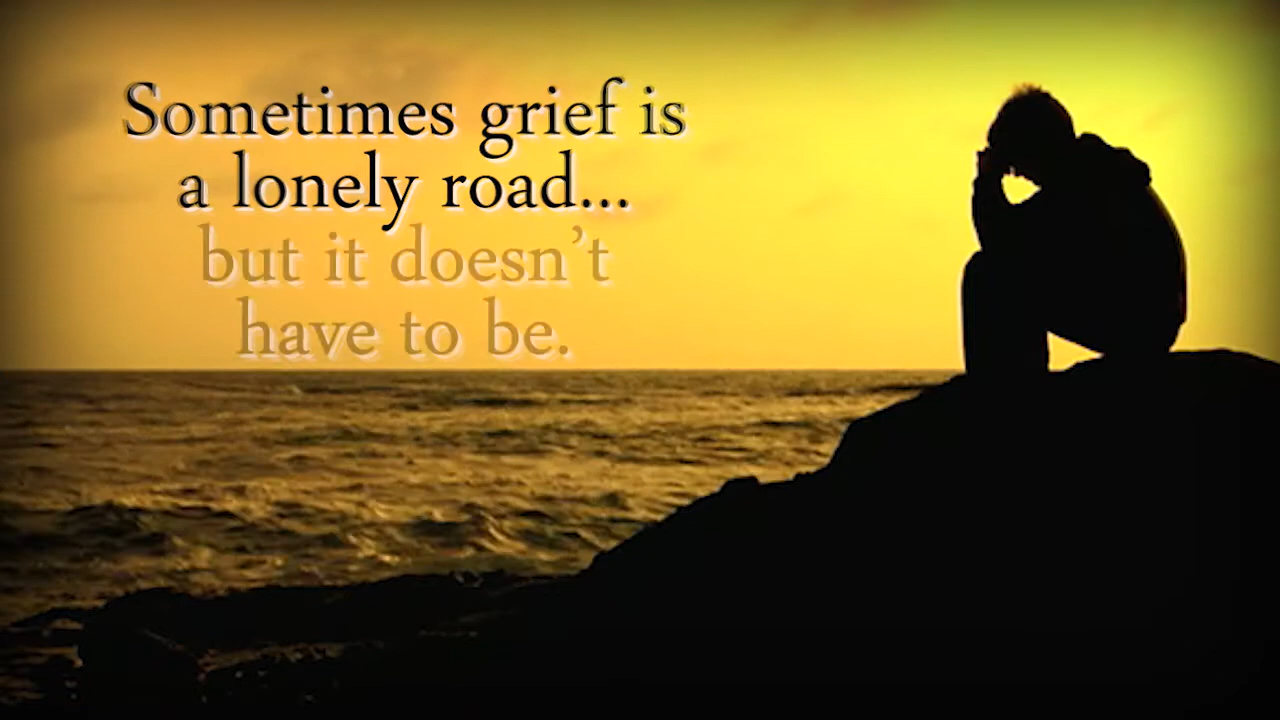 Sometimes grief is
a lonely road...
but it doesn’t
have to be.